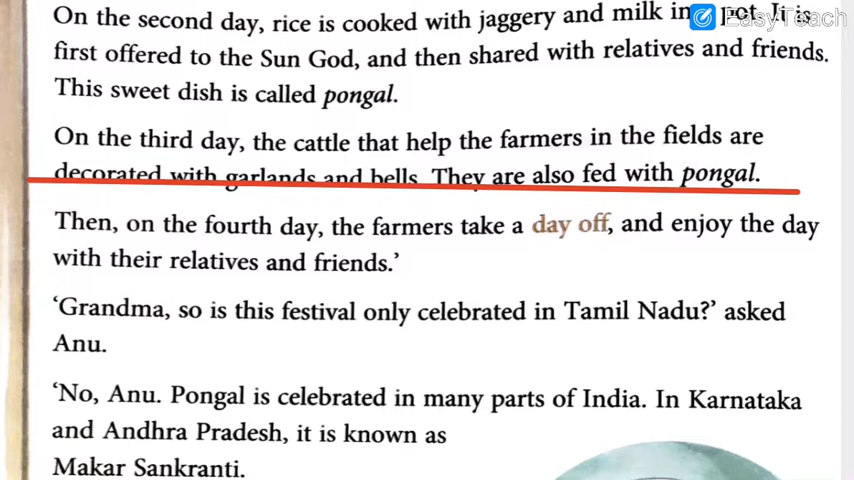 On the second day, rice is cooked with jaggery and milk in pot. It is
EasyTeach
first offered to the Sun God, and then shared with relatives and friends.
This sweet dish is called pongal.
On the third day, the cattle that help the farmers in the fields are
decorated with garlands and bells. They are also fed with pongal.
Then, on the fourth day, the farmers take a day off, and enjoy the day
with their relatives and friends.’
‘Grandma, so is this festival only celebrated in Tamil Nadu?’ asked
Anu.
‘No, Anu. Pongal is celebrated in many parts of India. In Karnataka
and Andhra Pradesh, it is known as
Makar Sankranti.